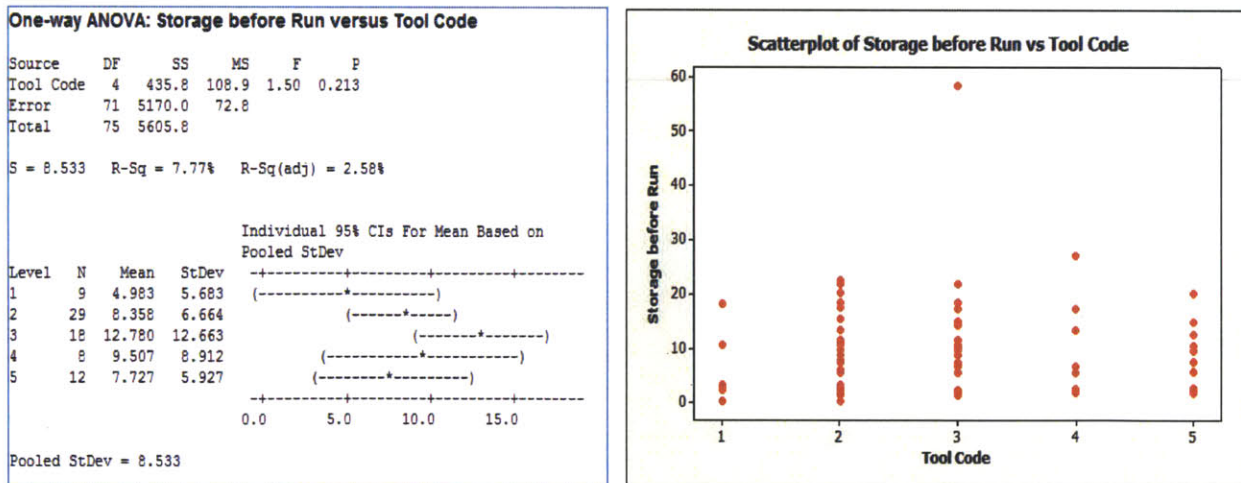 One-way ANOVA: Storage before Run versus Tool Code
Source DF SS MS F P
Tool Code 4 435.8 108.9 1.50 0.213
Error 71 5170.0 72.8
Total 75 5605.8
S = 8.533 R-Sq = 7.77% R-Sq(adj) = 2.58%
Individual 95% CIs For Mean Based on
Pooled StDev
Level N Mean StDev -+---------+---------+---------+--------
1 9 4.983 5.683 (----------*----------)
2 29 8.358 6.664 (------*-----)
3 18 12.780 12.663 (-------*-------)
4 8 9.507 8.912 (-----------*-----------)
5 12 7.727 5.927 (--------*---------)
-+---------+---------+---------+--------
0.0 5.0 10.0 15.0
Pooled StDev = 8.533
Scatterplot of Storage before Run vs Tool Code
Storage before Run
60
50
40
30
20
10
0
1 2 3 4 5
Tool Code